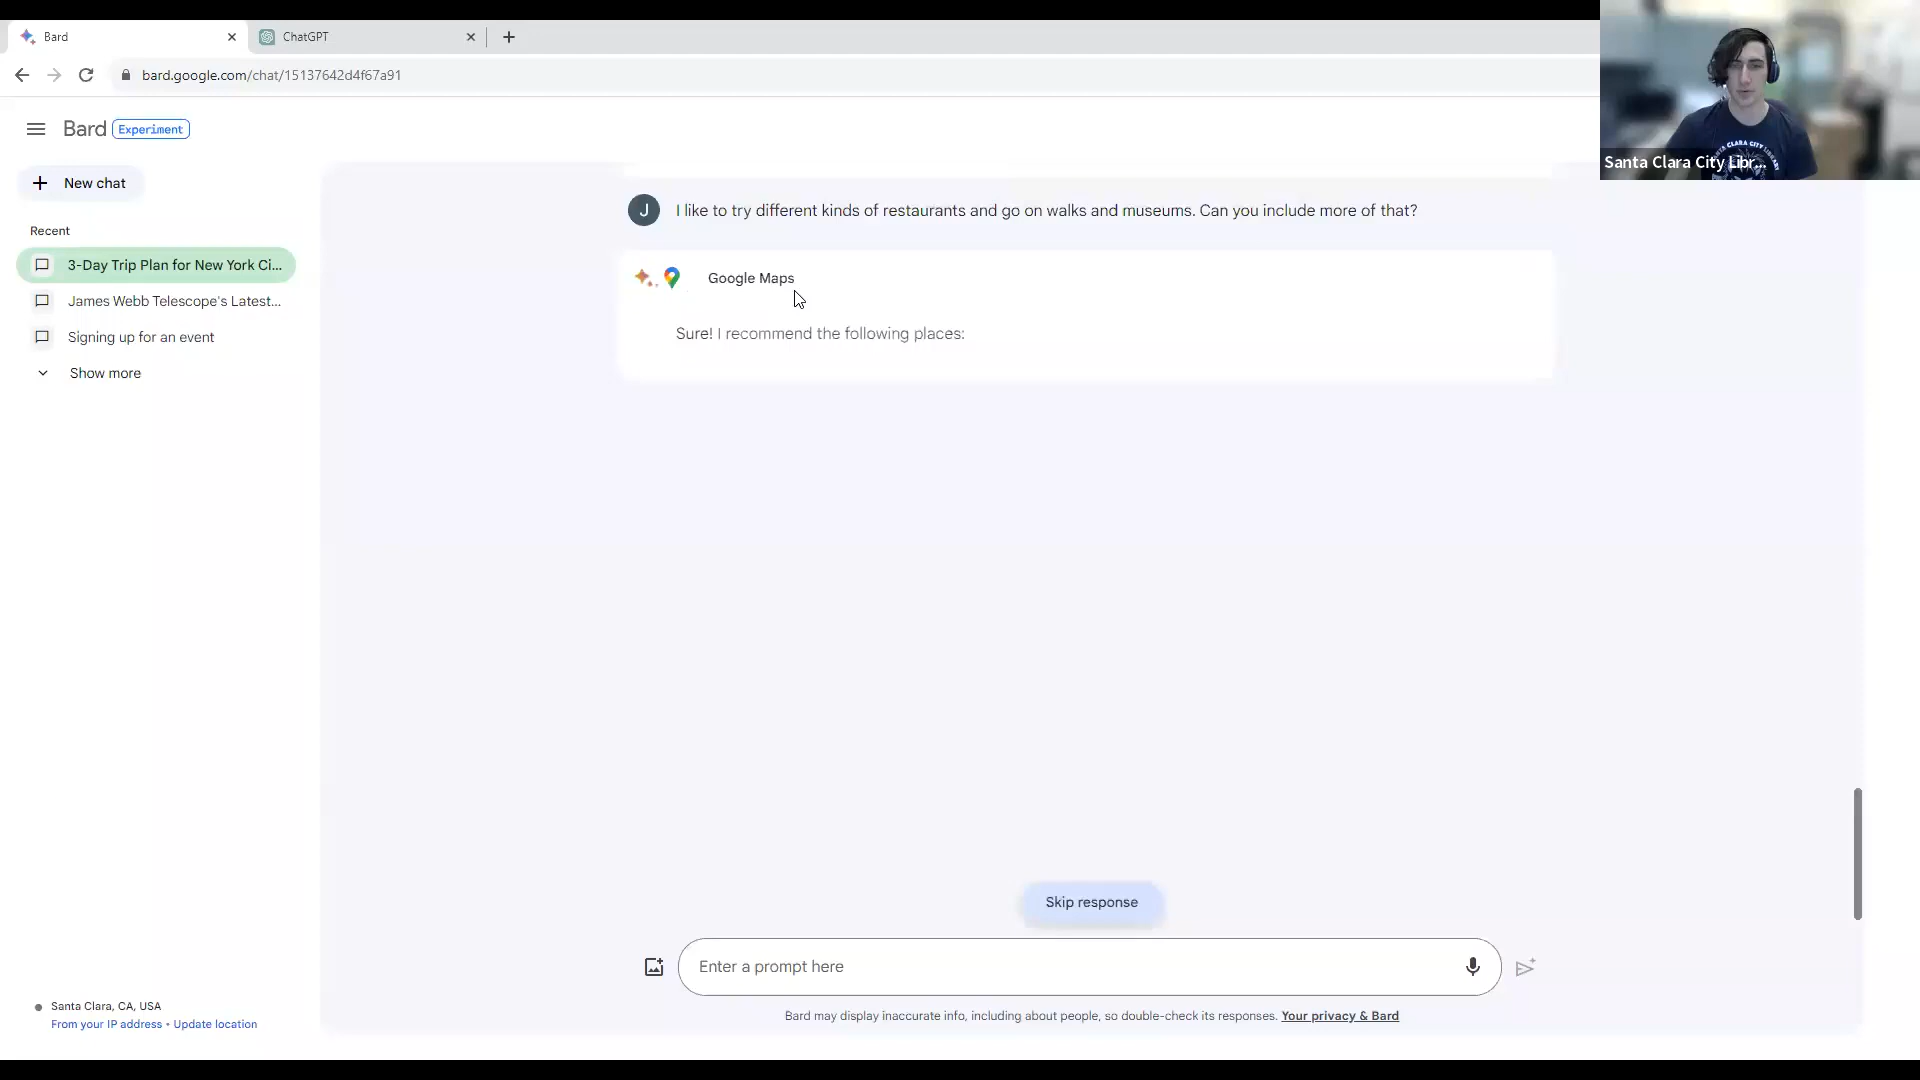 Bard
ChatGPT
bard.google.com/chat/15137642d4f67a91
Bard Experiment
New chat
Recent
3-Day Trip Plan for New York Ci...
James Webb Telescope's Latest...
Signing up for an event
Show more
Santa Clara, CA, USA
From your IP address • Update location
J I like to try different kinds of restaurants and go on walks and museums. Can you include more of that?
Google Maps
Sure! I recommend the following places:
Skip response
Enter a prompt here
Bard may display inaccurate info, including about people, so double-check its responses. Your privacy & Bard
SANTA CLARA CITY LIBRARY
Santa Clara City Libr...